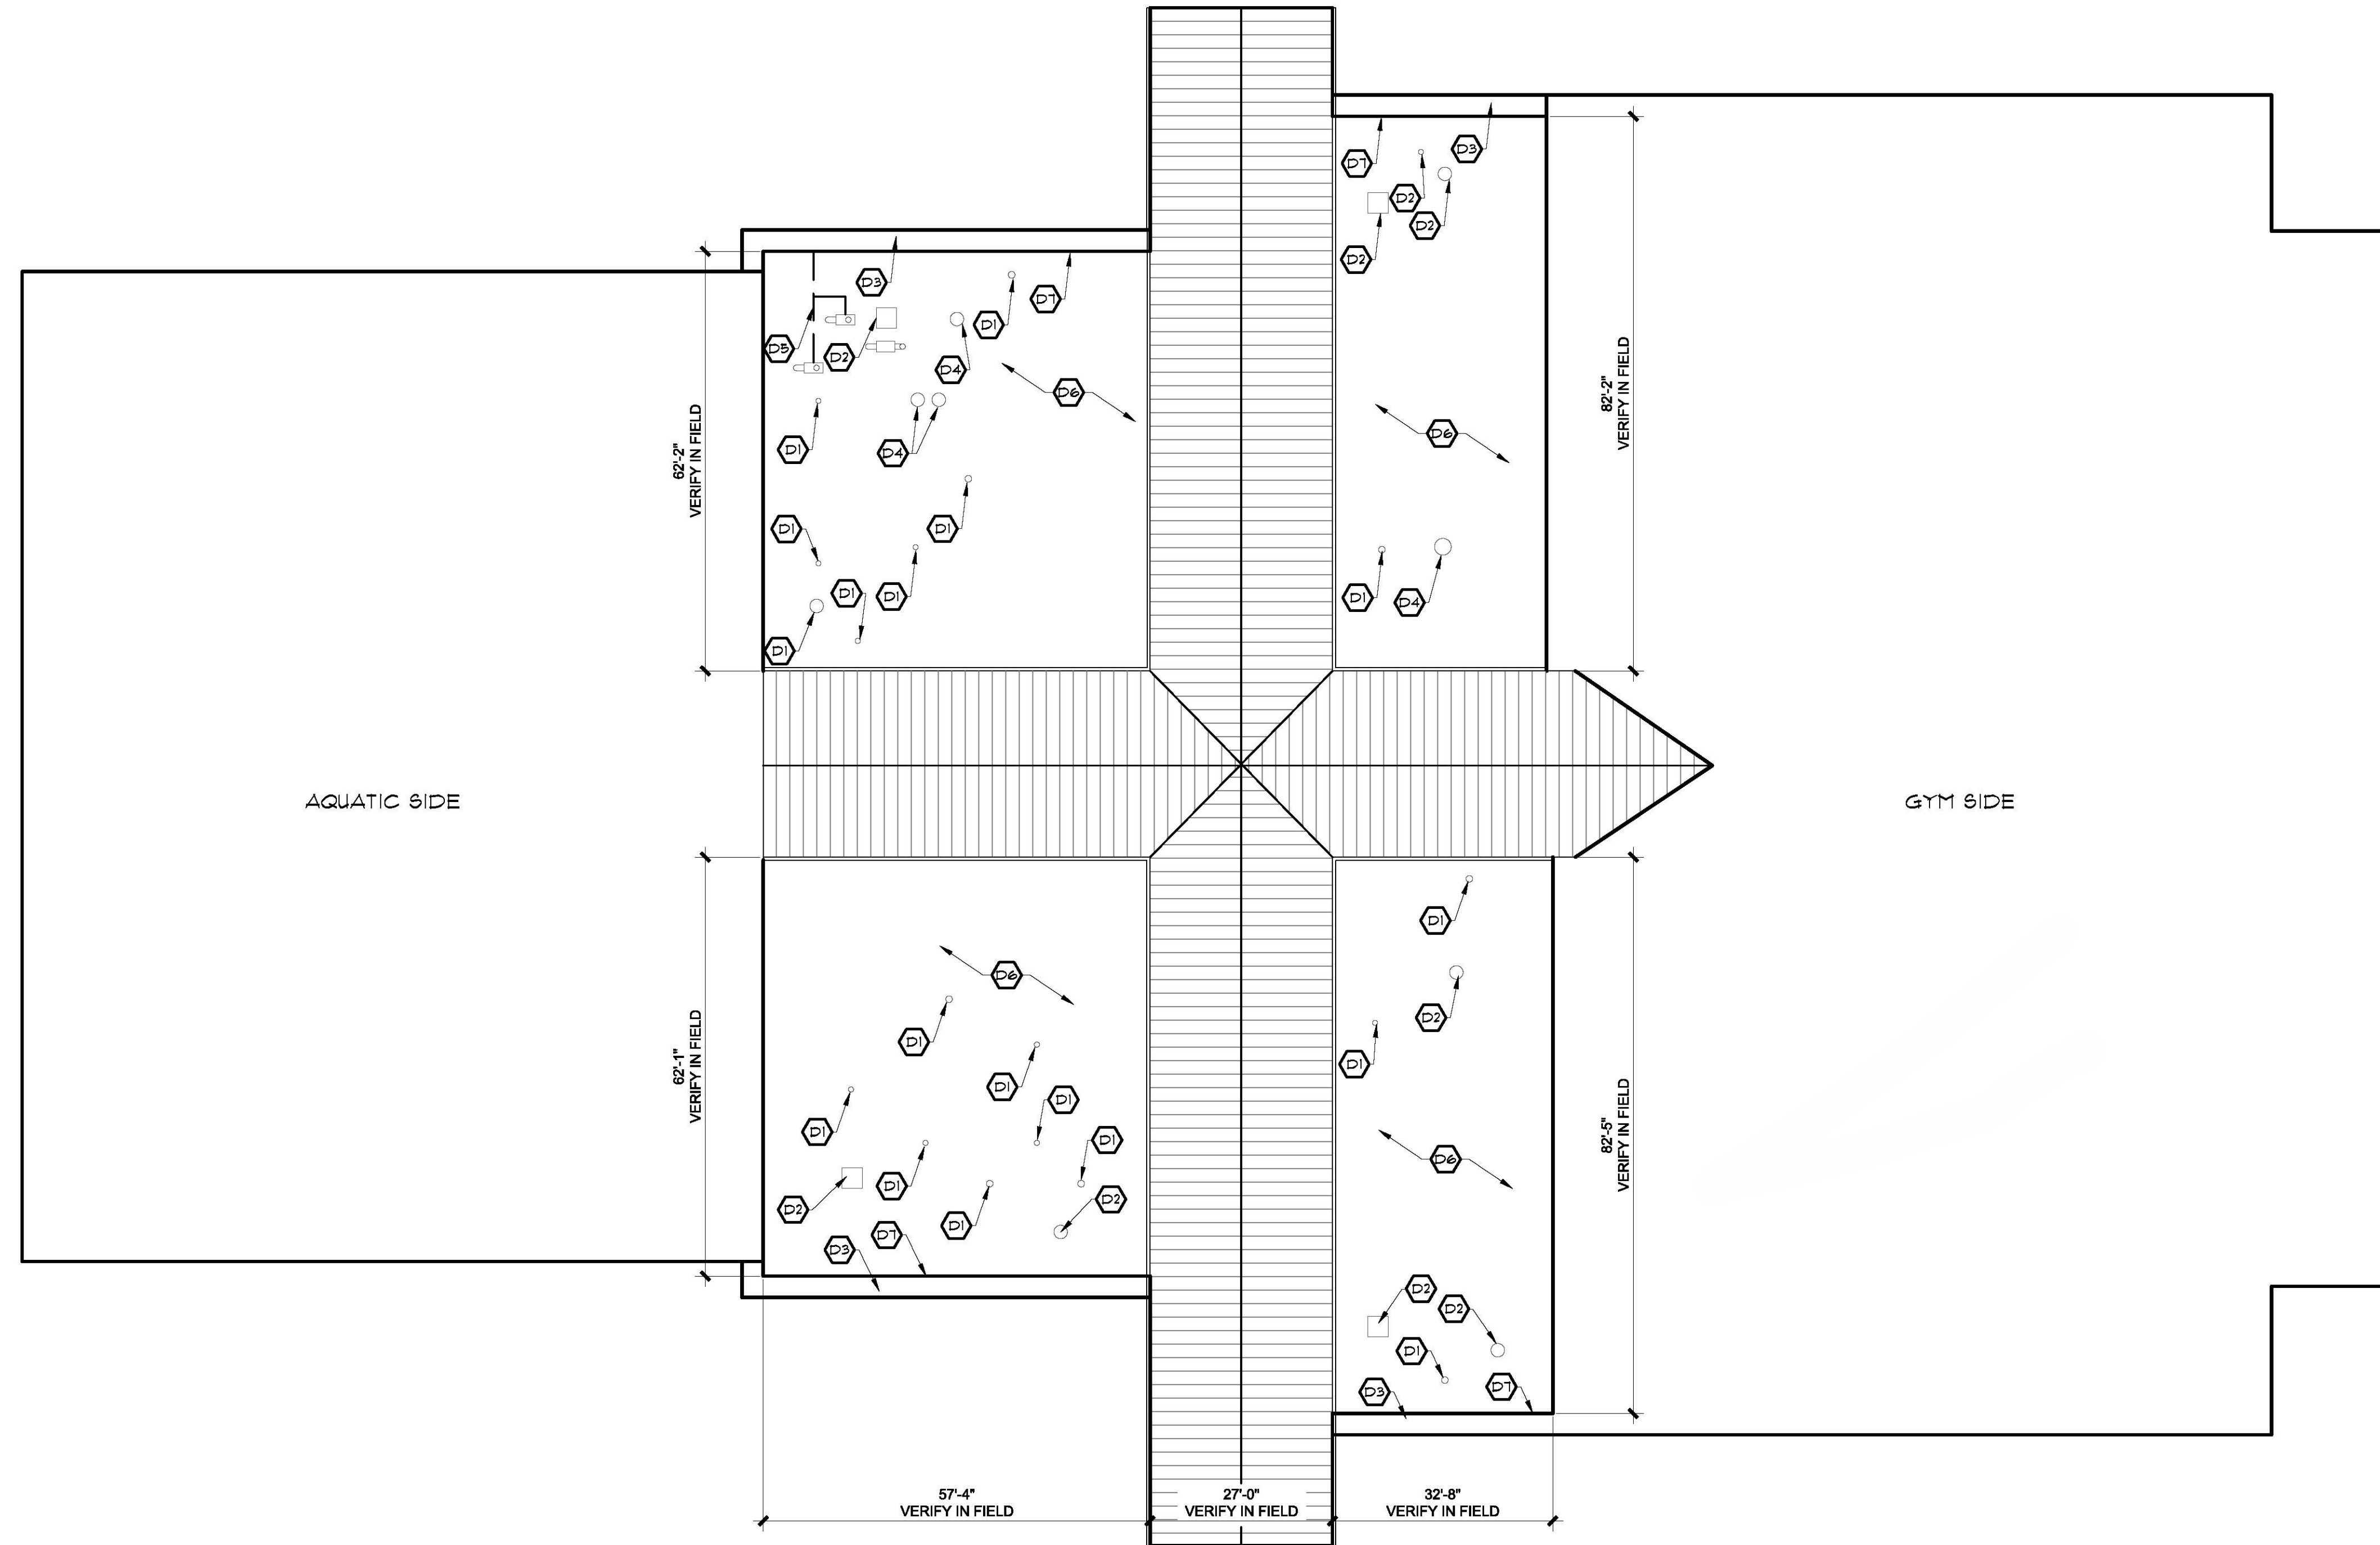 D7
D3
D2
D2
D2
D3
D7
D1
D5
D2
D4
D6
D1
D4
D6
62'-2"
VERIFY IN FIELD
82'-2"
VERIFY IN FIELD
D1
D1
D1
D1
D1
D1
D4
AQUATIC SIDE
GYM SIDE
D1
D6
D2
D1
D1
D1
D1
D1
D1
D6
D1
D2
D2
D1
D7
D3
62'-1"
VERIFY IN FIELD
82'-5"
VERIFY IN FIELD
D2
D2
D1
D3
D7
57'-4"
VERIFY IN FIELD
27'-0"
VERIFY IN FIELD
32'-8"
VERIFY IN FIELD
D1
D1